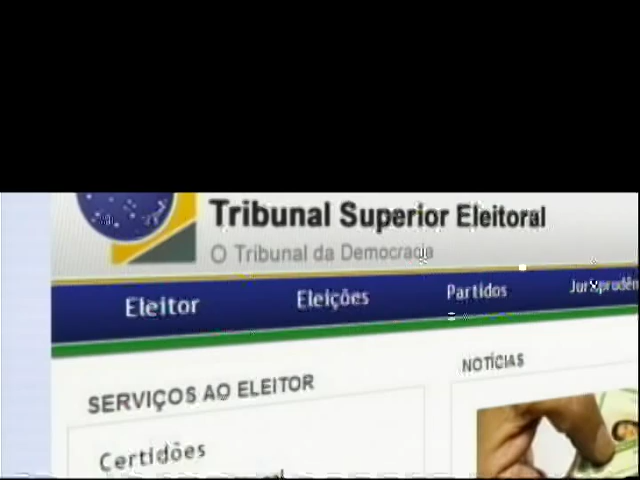 Tribunal Superior Eleitoral
O Tribunal da Democracia
Eleitor Eleições Partidos
SERVIÇOS AO ELEITOR
NOTÍCIAS
Certidões